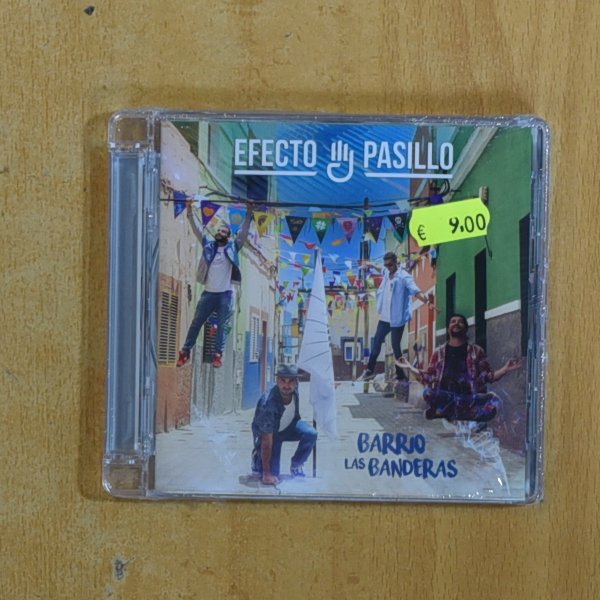 EFECTO PASILLO
€ 9.00
BARRIO
LAS BANDERAS